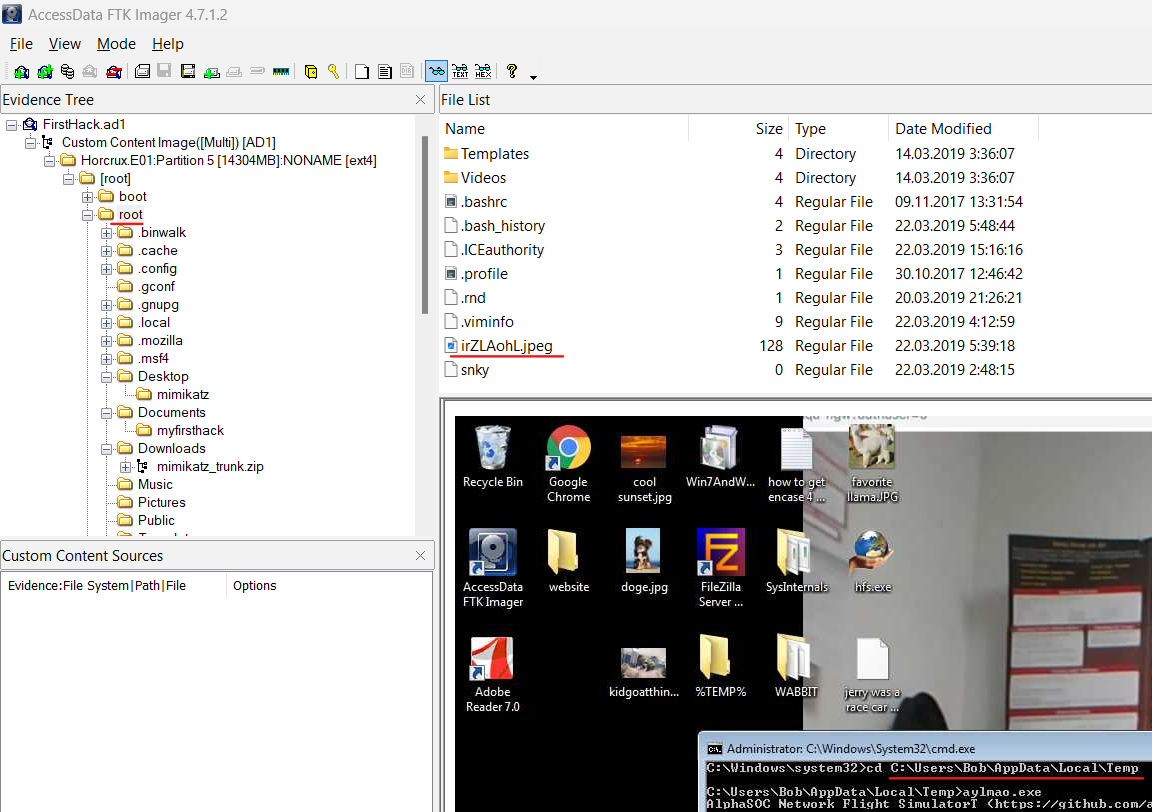 AccessData FTK Imager 4.7.1.2
File View Mode Help
Evidence Tree
FirstHack.ad1
Custom Content Image([Multi]) [AD1]
Horcrux.E01:Partition 5 [14304MB]:NONAME [ext4]
[root]
boot
root
.binwalk
.cache
.config
.gconf
.gnupg
.local
.mozilla
.msf4
Desktop
mimikatz
Documents
myfirsthack
Downloads
mimikatz_trunk.zip
Music
Pictures
Public
Custom Content Sources
Evidence:File System|Path|File Options
File List
Name Size Type Date Modified
Templates 4 Directory 14.03.2019 3:36:07
Videos 4 Directory 14.03.2019 3:36:07
.bashrc 4 Regular File 09.11.2017 13:31:54
.bash_history 2 Regular File 22.03.2019 5:48:44
.ICEauthority 3 Regular File 22.03.2019 15:16:16
.profile 1 Regular File 30.10.2017 12:46:42
.rnd 1 Regular File 20.03.2019 21:26:21
.viminfo 9 Regular File 22.03.2019 4:12:59
irZLAohL.jpeg 128 Regular File 22.03.2019 5:39:18
snky 0 Regular File 22.03.2019 2:48:15
Recycle Bin
Google
Chrome
cool
sunset.jpg
Win7AndW...
how to get
encase 4 ...
favorite
llama.JPG
AccessData
FTK Imager
website
doge.jpg
FileZilla
Server ...
SysInternals
hfs.exe
Adobe
Reader 7.0
kidgoatthin...
%TEMP%
WABBIT
jerry was a
race car ...
Administrator: C:\Windows\System32\cmd.exe
C:\Windows\system32>cd C:\Users\Bob\AppData\Local\Temp
C:\Users\Bob\AppData\Local\Temp>aylmao.exe
AlphaSOC Network Flight SimulatorT (https://github.com/a